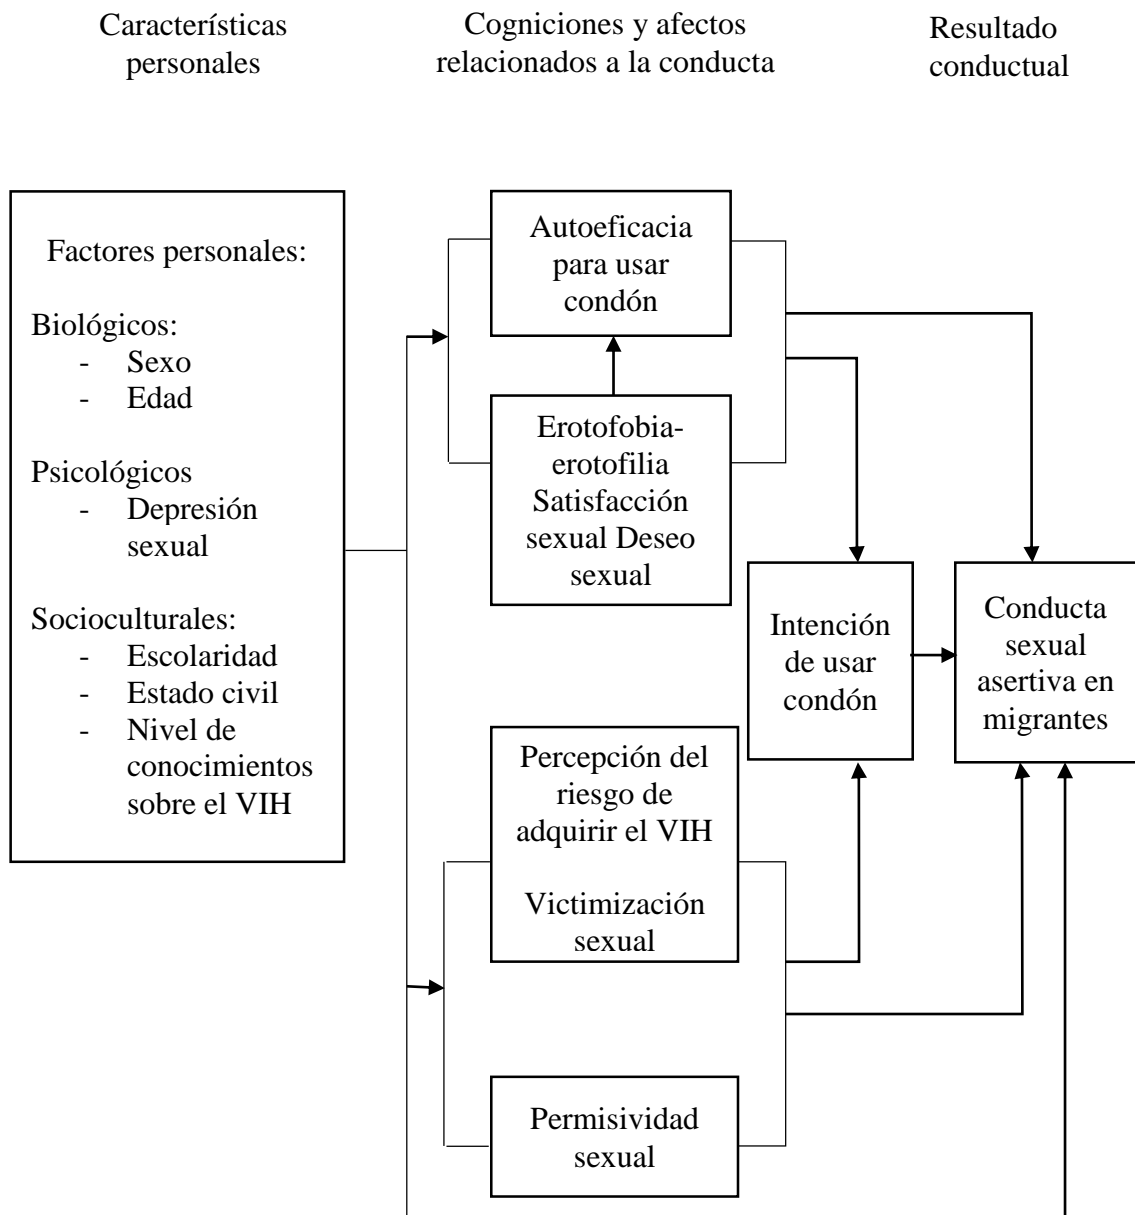 Características
personales
Cogniciones y afectos
relacionados a la conducta
Resultado
conductual
Factores personales:
Biológicos:
- Sexo
- Edad
Psicológicos
- Depresión
sexual
Socioculturales:
- Escolaridad
- Estado civil
- Nivel de
conocimientos
sobre el VIH
Autoeficacia
para usar
condón
Erotofobia-
erotofilia
Satisfacción
sexual Deseo
sexual
Percepción del
riesgo de
adquirir el VIH
Victimización
sexual
Permisividad
sexual
Intención
de usar
condón
Conducta
sexual
asertiva en
migrantes